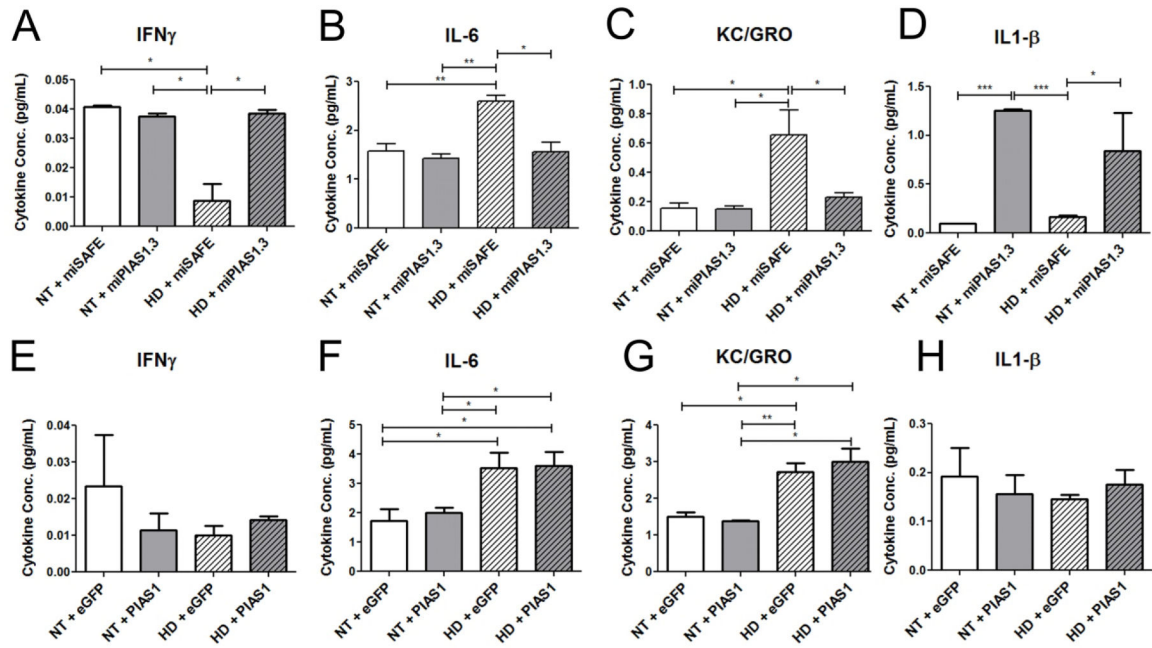 A
IFNγ
Cytokine Conc. (pg/mL)
0.05
0.04
0.03
0.02
0.01
0.00
*
*
*
NT + miSAFE
NT + miPIAS1.3
HD + miSAFE
HD + miPIAS1.3
B
IL-6
Cytokine Conc. (pg/mL)
3
2
1
0
*
**
**
NT + miSAFE
NT + miPIAS1.3
HD + miSAFE
HD + miPIAS1.3
C
KC/GRO
Cytokine Conc. (pg/mL)
1.0
0.8
0.6
0.4
0.2
0.0
*
*
*
NT + miSAFE
NT + miPIAS1.3
HD + miSAFE
HD + miPIAS1.3
D
IL1-β
Cytokine Conc. (pg/mL)
1.5
1.0
0.5
0.0
*
***
***
NT + miSAFE
NT + miPIAS1.3
HD + miSAFE
HD + miPIAS1.3
E
IFNγ
Cytokine Conc. (pg/mL)
0.04
0.03
0.02
0.01
0.00
NT + eGFP
NT + PIAS1
HD + eGFP
HD + PIAS1
F
IL-6
Cytokine Conc. (pg/mL)
5
4
3
2
1
0
*
*
*
*
NT + eGFP
NT + PIAS1
HD + eGFP
HD + PIAS1
G
KC/GRO
Cytokine Conc. (pg/mL)
4
3
2
1
0
*
*
**
*
NT + eGFP
NT + PIAS1
HD + eGFP
HD + PIAS1
H
IL1-β
Cytokine Conc. (pg/mL)
0.3
0.2
0.1
0.0
NT + eGFP
NT + PIAS1
HD + eGFP
HD + PIAS1